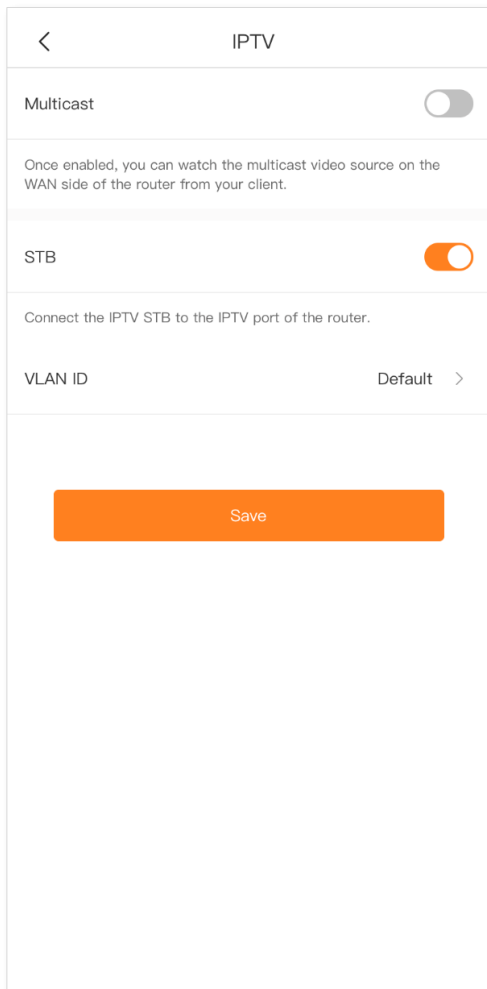 IPTV
Multicast
Once enabled, you can watch the multicast video source on the
WAN side of the router from your client.
STB
Connect the IPTV STB to the IPTV port of the router.
VLAN ID Default
Save